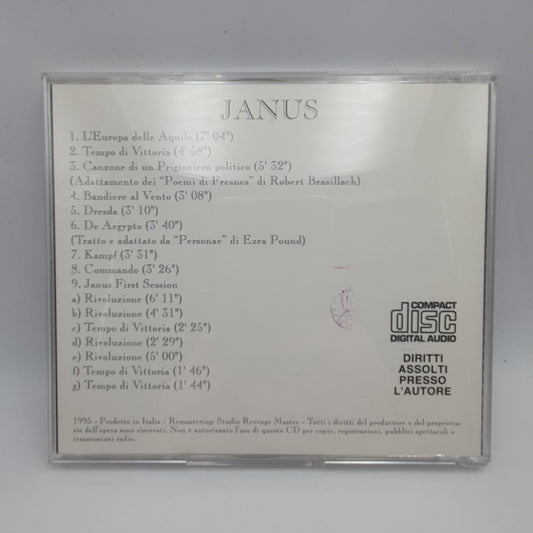 JANUS
1. L'Europa delle Aquile (7' 04")
2. Tempo di Vittoria (4' 58")
3. Canzone di un Prigioniero politico (5' 32")
(Adattamento dei "Poemi di Fresnes" di Robert Brasillach)
4. Bandiere al Vento (3' 08")
5. Dresda (3' 10")
6. De Aegypto (3' 40")
(Tratto e adattato da "Personae" di Ezra Pound)
7. Kampf (3' 31")
8. Commando (3' 26")
9. Janus First Session
a) Rivoluzione (6' 11")
b) Rivoluzione (4' 31")
c) Tempo di Vittoria (2' 25")
d) Rivoluzione (2' 29")
e) Rivoluzione (5' 00")
f) Tempo di Vittoria (1' 46")
g) Tempo di Vittoria (1' 44")
COMPACT
disc
DIGITAL AUDIO
DIRITTI
ASSOLTI
PRESSO
L'AUTORE
1995 - Prodotto in Italia - Remastering: Studio Revenge Master - Tutti i diritti del produttore e del proprieta-
rio dell'opera sono riservati. Non è autorizzato l'uso di questo CD per copie, registrazioni, pubblici spettacoli e
trasmissioni radio.